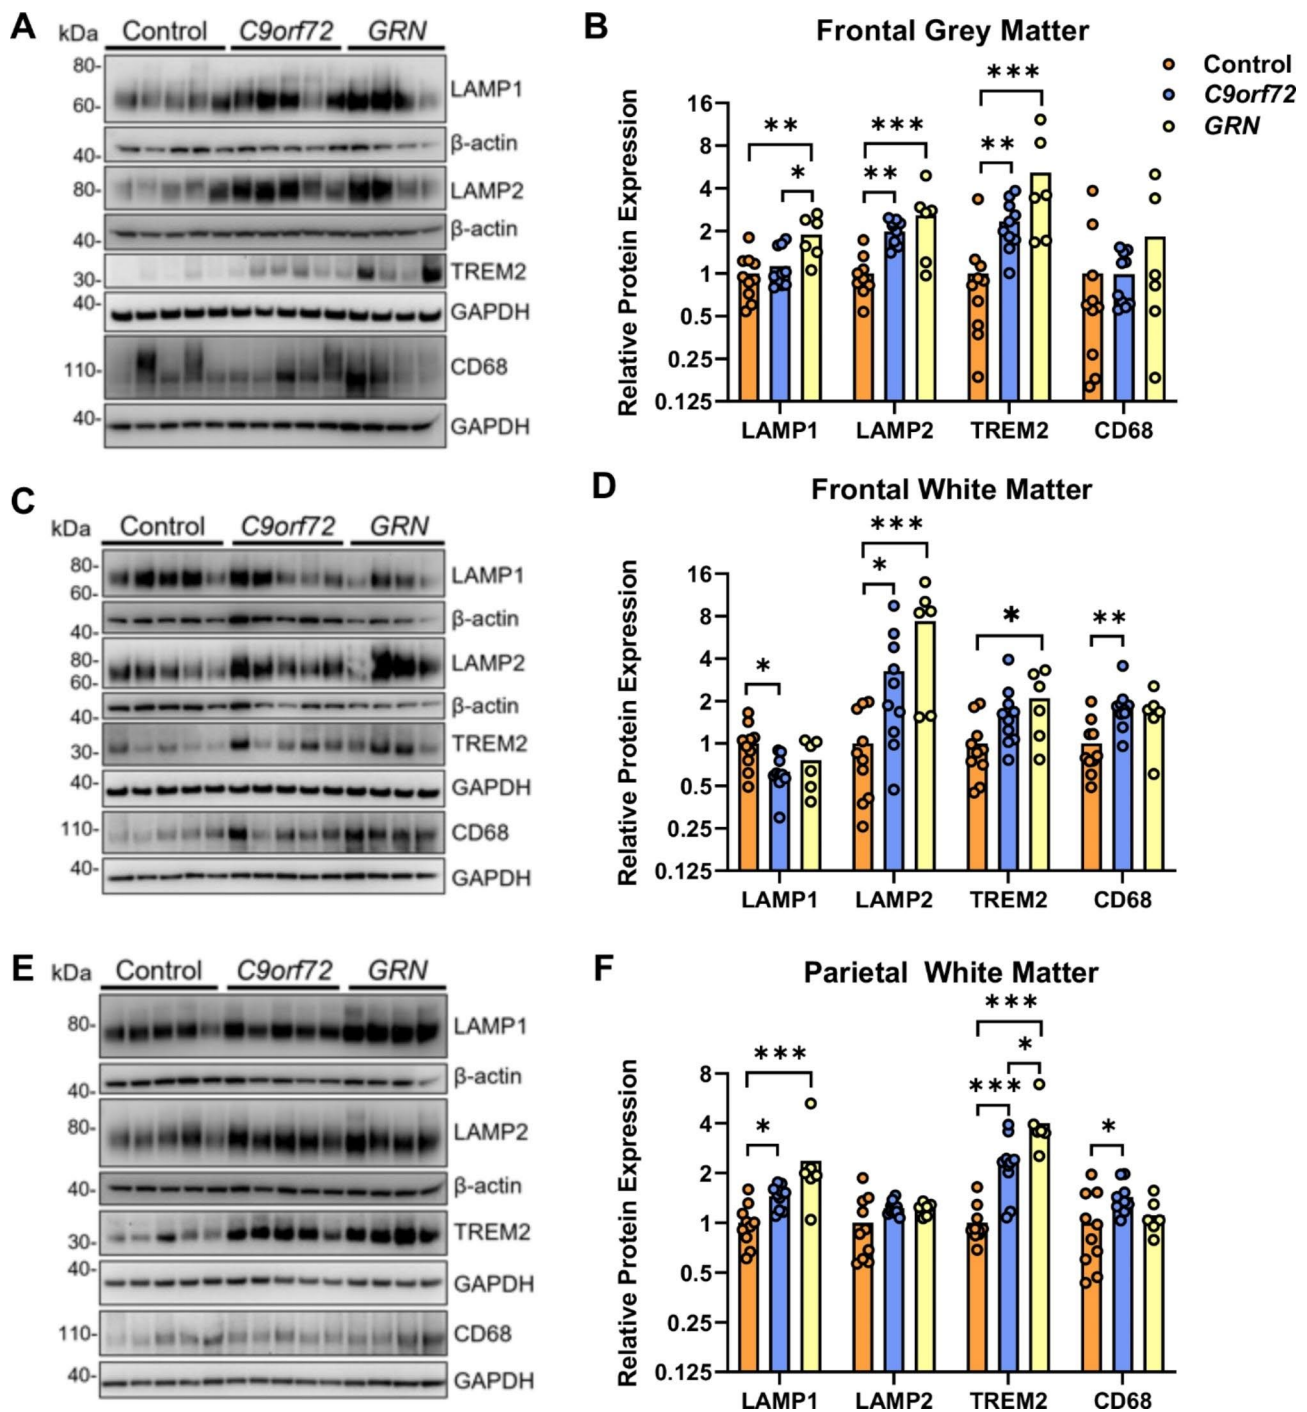 A
kDa Control C9orf72 GRN
80-
LAMP1
60-
β-actin
40-
80-
LAMP2
β-actin
40-
TREM2
30-
40-
GAPDH
110-
CD68
40-
GAPDH
B
Frontal Grey Matter
Control
C9orf72
GRN
Relative Protein Expression
16
8
4
2
1
0.5
0.25
0.125
** * ** *** ** ***
LAMP1 LAMP2 TREM2 CD68
C
kDa Control C9orf72 GRN
80-
LAMP1
60-
β-actin
40-
80-
LAMP2
60-
β-actin
40-
TREM2
30-
GAPDH
40-
110-
CD68
40-
GAPDH
D
Frontal White Matter
Relative Protein Expression
16
8
4
2
1
0.5
0.25
0.125
* * *** * **
LAMP1 LAMP2 TREM2 CD68
E
kDa Control C9orf72 GRN
80-
LAMP1
β-actin
40-
80-
LAMP2
β-actin
40-
TREM2
30-
40-
GAPDH
110-
CD68
40-
GAPDH
F
Parietal White Matter
Relative Protein Expression
8
4
2
1
0.5
0.25
0.125
*** * *** *** * *
LAMP1 LAMP2 TREM2 CD68